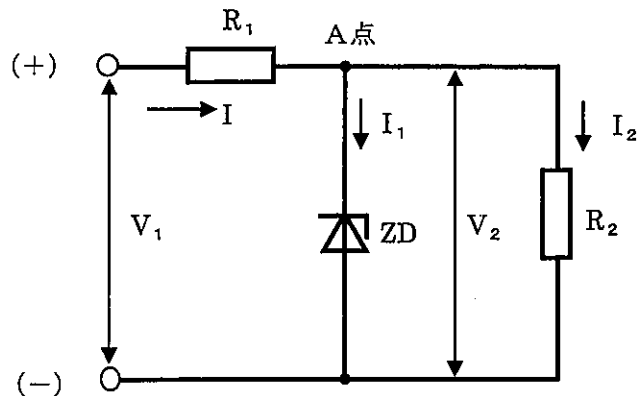 R₁
A点
(+)
I
I₁
I₂
V₁
ZD
V₂
R₂
(−)